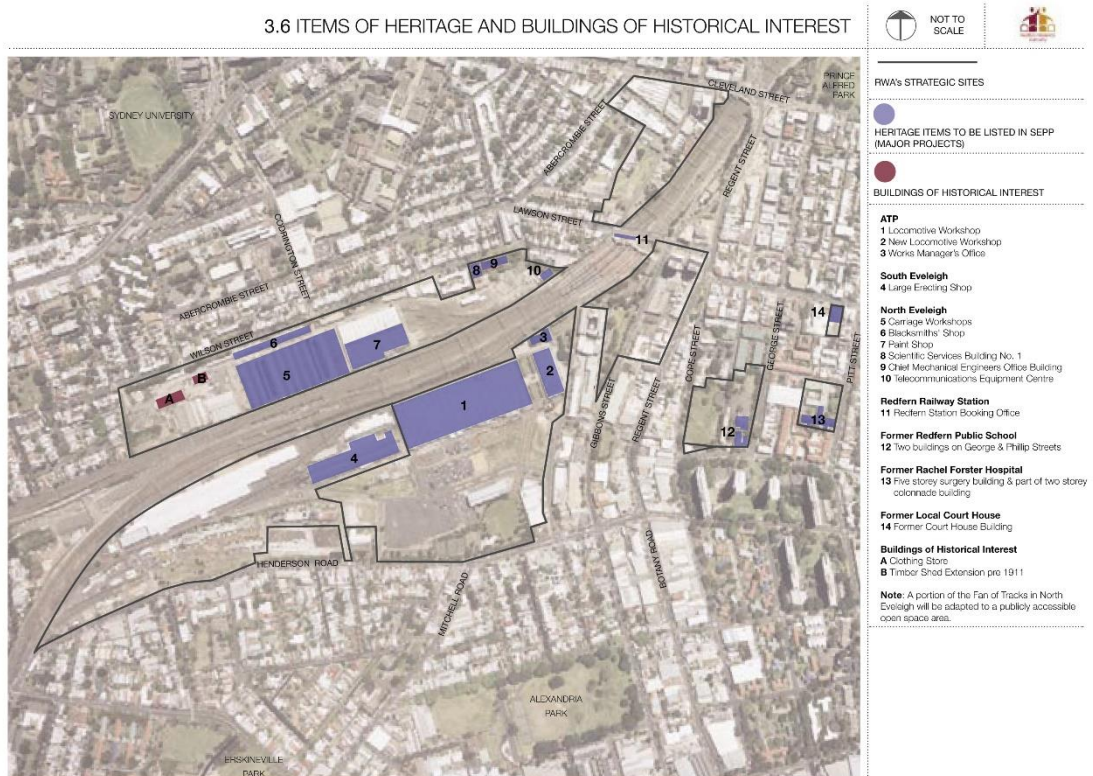 3.6 ITEMS OF HERITAGE AND BUILDINGS OF HISTORICAL INTEREST
NOT TO
SCALE
RWA's STRATEGIC SITES
HERITAGE ITEMS TO BE LISTED IN SEPP
(MAJOR PROJECTS)
BUILDINGS OF HISTORICAL INTEREST
ATP
1 Locomotive Workshop
2 New Locomotive Workshop
3 Works Manager's Office
South Eveleigh
4 Large Erecting Shop
North Eveleigh
5 Carriage Workshops
6 Blacksmiths' Shop
7 Paint Shop
8 Scientific Services Building No. 1
9 Chief Mechanical Engineers Office Building
10 Telecommunications Equipment Centre
Redfern Railway Station
11 Redfern Station Booking Office
Former Redfern Public School
12 Two buildings on George & Phillip Streets
Former Rachel Forster Hospital
13 Five storey surgery building & part of two storey
colonnade building
Former Local Court House
14 Former Court House Building
Buildings of Historical Interest
A Clothing Store
B Timber Shed Extension pre 1911
Note: A portion of the Fan of Tracks in North
Eveleigh will be adapted to a publicly accessible
open space area.
PRINCE
ALFRED
PARK
CLEVELAND STREET
SYDNEY UNIVERSITY
ABERCROMBIE STREET
REGENT STREET
LAWSON STREET
CODRINGTON STREET
11
8
9
10
ABERCROMBIE STREET
14
WILSON STREET
6
7
3
COPE STREET
GEORGE STREET
PITT STREET
B
5
2
A
1
GIBBONS STREET
REGENT STREET
13
12
4
HENDERSON ROAD
MITCHELL ROAD
BOTANY ROAD
ALEXANDRIA
PARK
ERSKINEVILLE
PARK